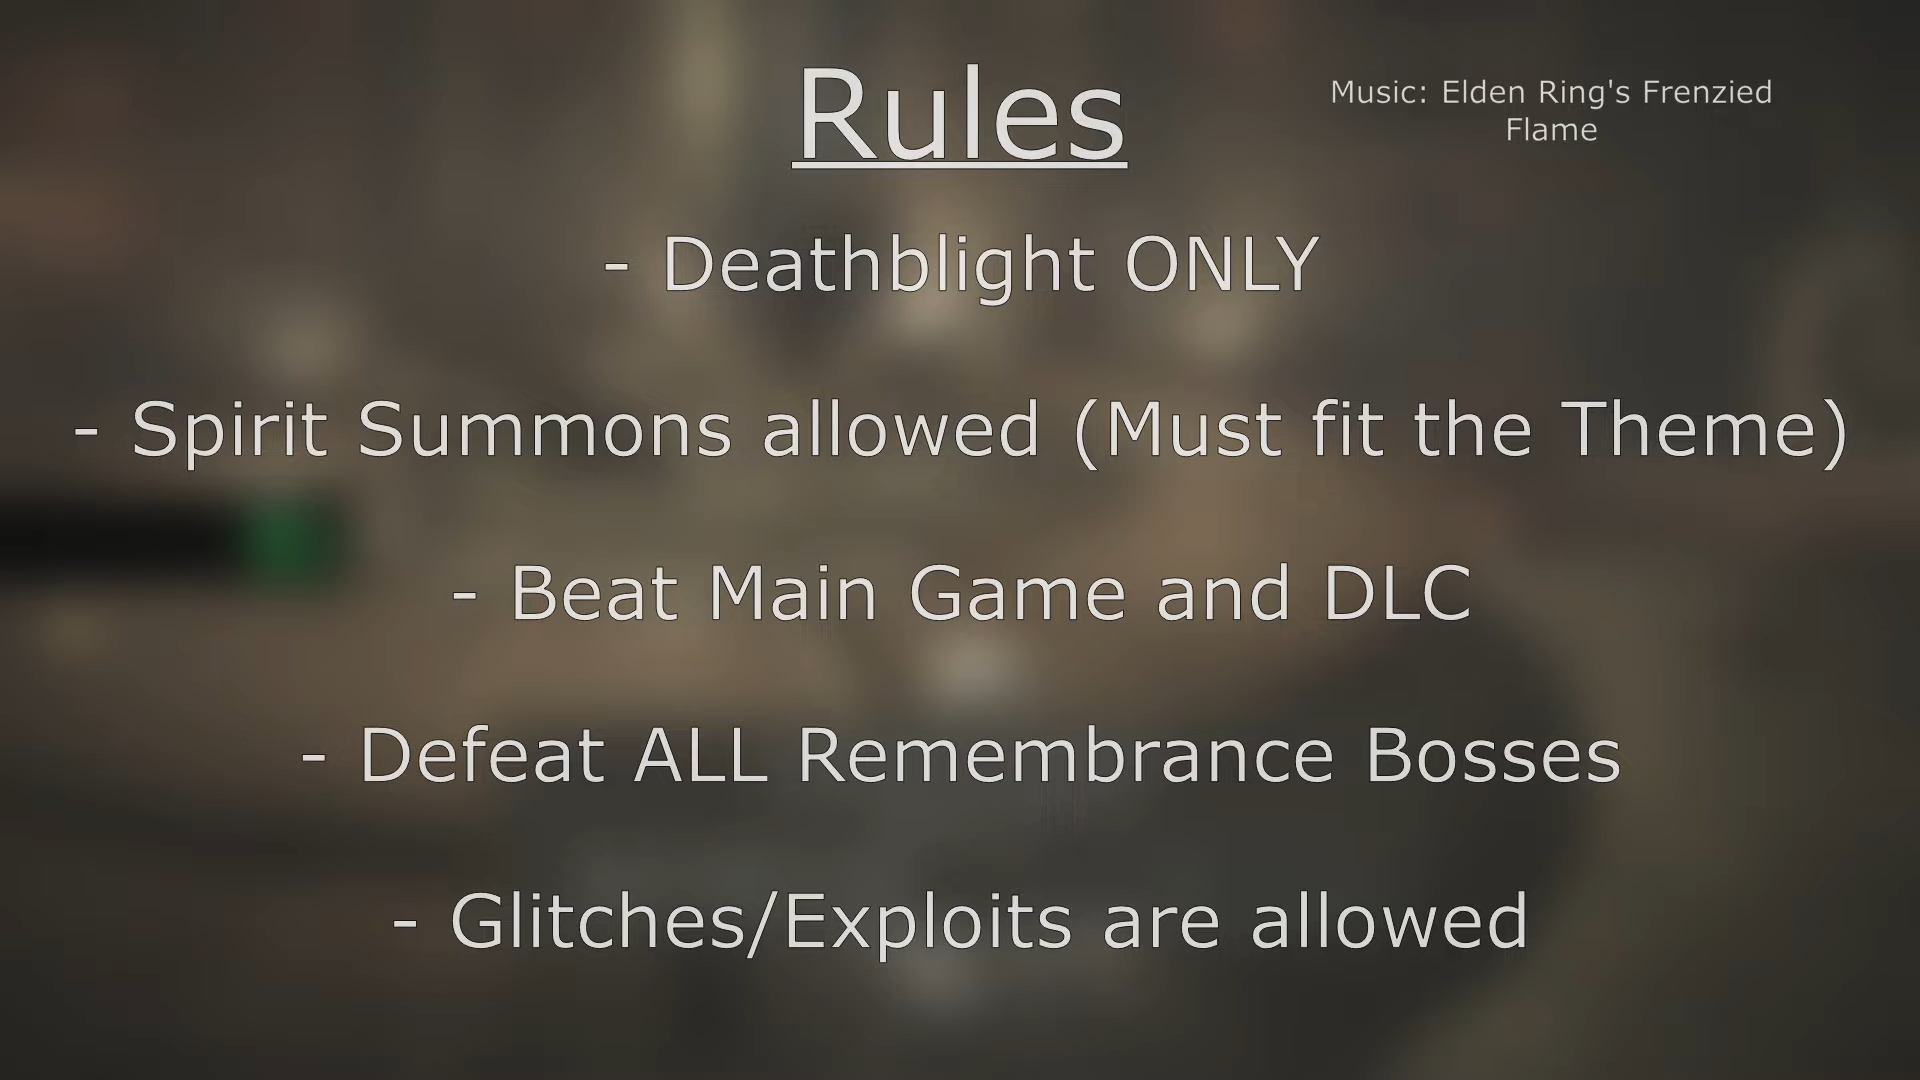 Rules
Music: Elden Ring's Frenzied
Flame
- Deathblight ONLY
- Spirit Summons allowed (Must fit the Theme)
- Beat Main Game and DLC
- Defeat ALL Remembrance Bosses
- Glitches/Exploits are allowed